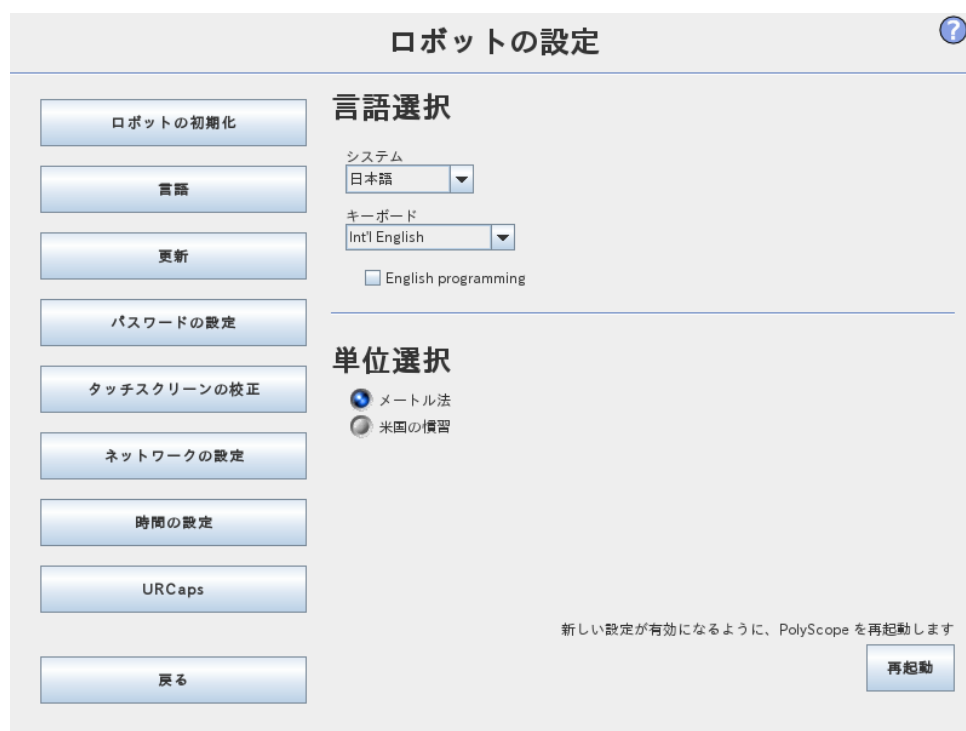 ロボットの設定
?
ロボットの初期化
言語
更新
パスワードの設定
タッチスクリーンの校正
ネットワークの設定
時間の設定
URCaps
戻る
言語選択
システム
日本語
キーボード
Int'l English
English programming
単位選択
メートル法
米国の慣習
新しい設定が有効になるように、PolyScope を再起動します
再起動